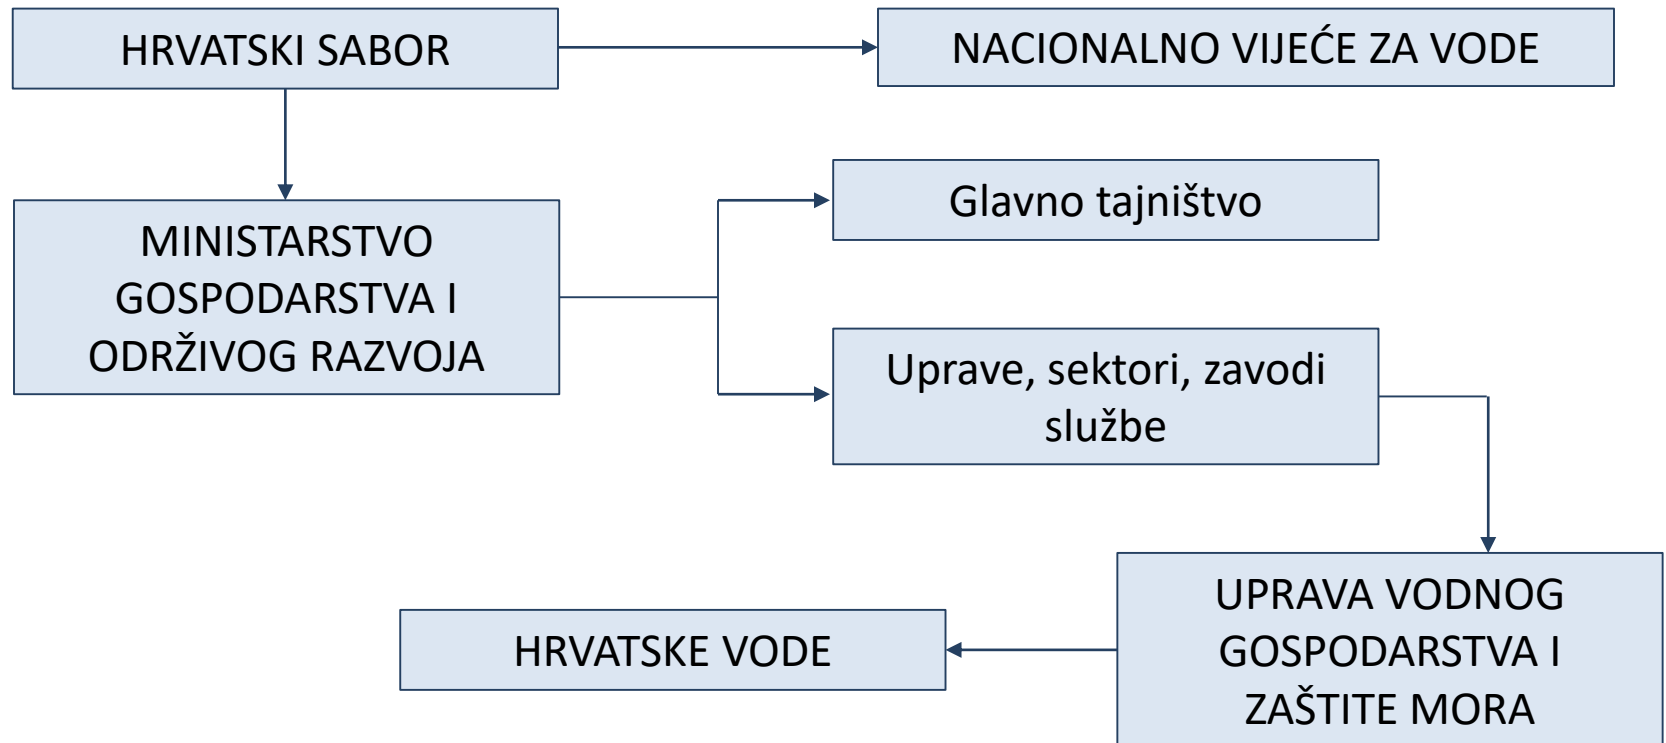 HRVATSKI SABOR
NACIONALNO VIJEĆE ZA VODE
Glavno tajništvo
MINISTARSTVO
GOSPODARSTVA I
ODRŽIVOG RAZVOJA
Uprave, sektori, zavodi
službe
HRVATSKE VODE
UPRAVA VODNOG
GOSPODARSTVA I
ZAŠTITE MORA